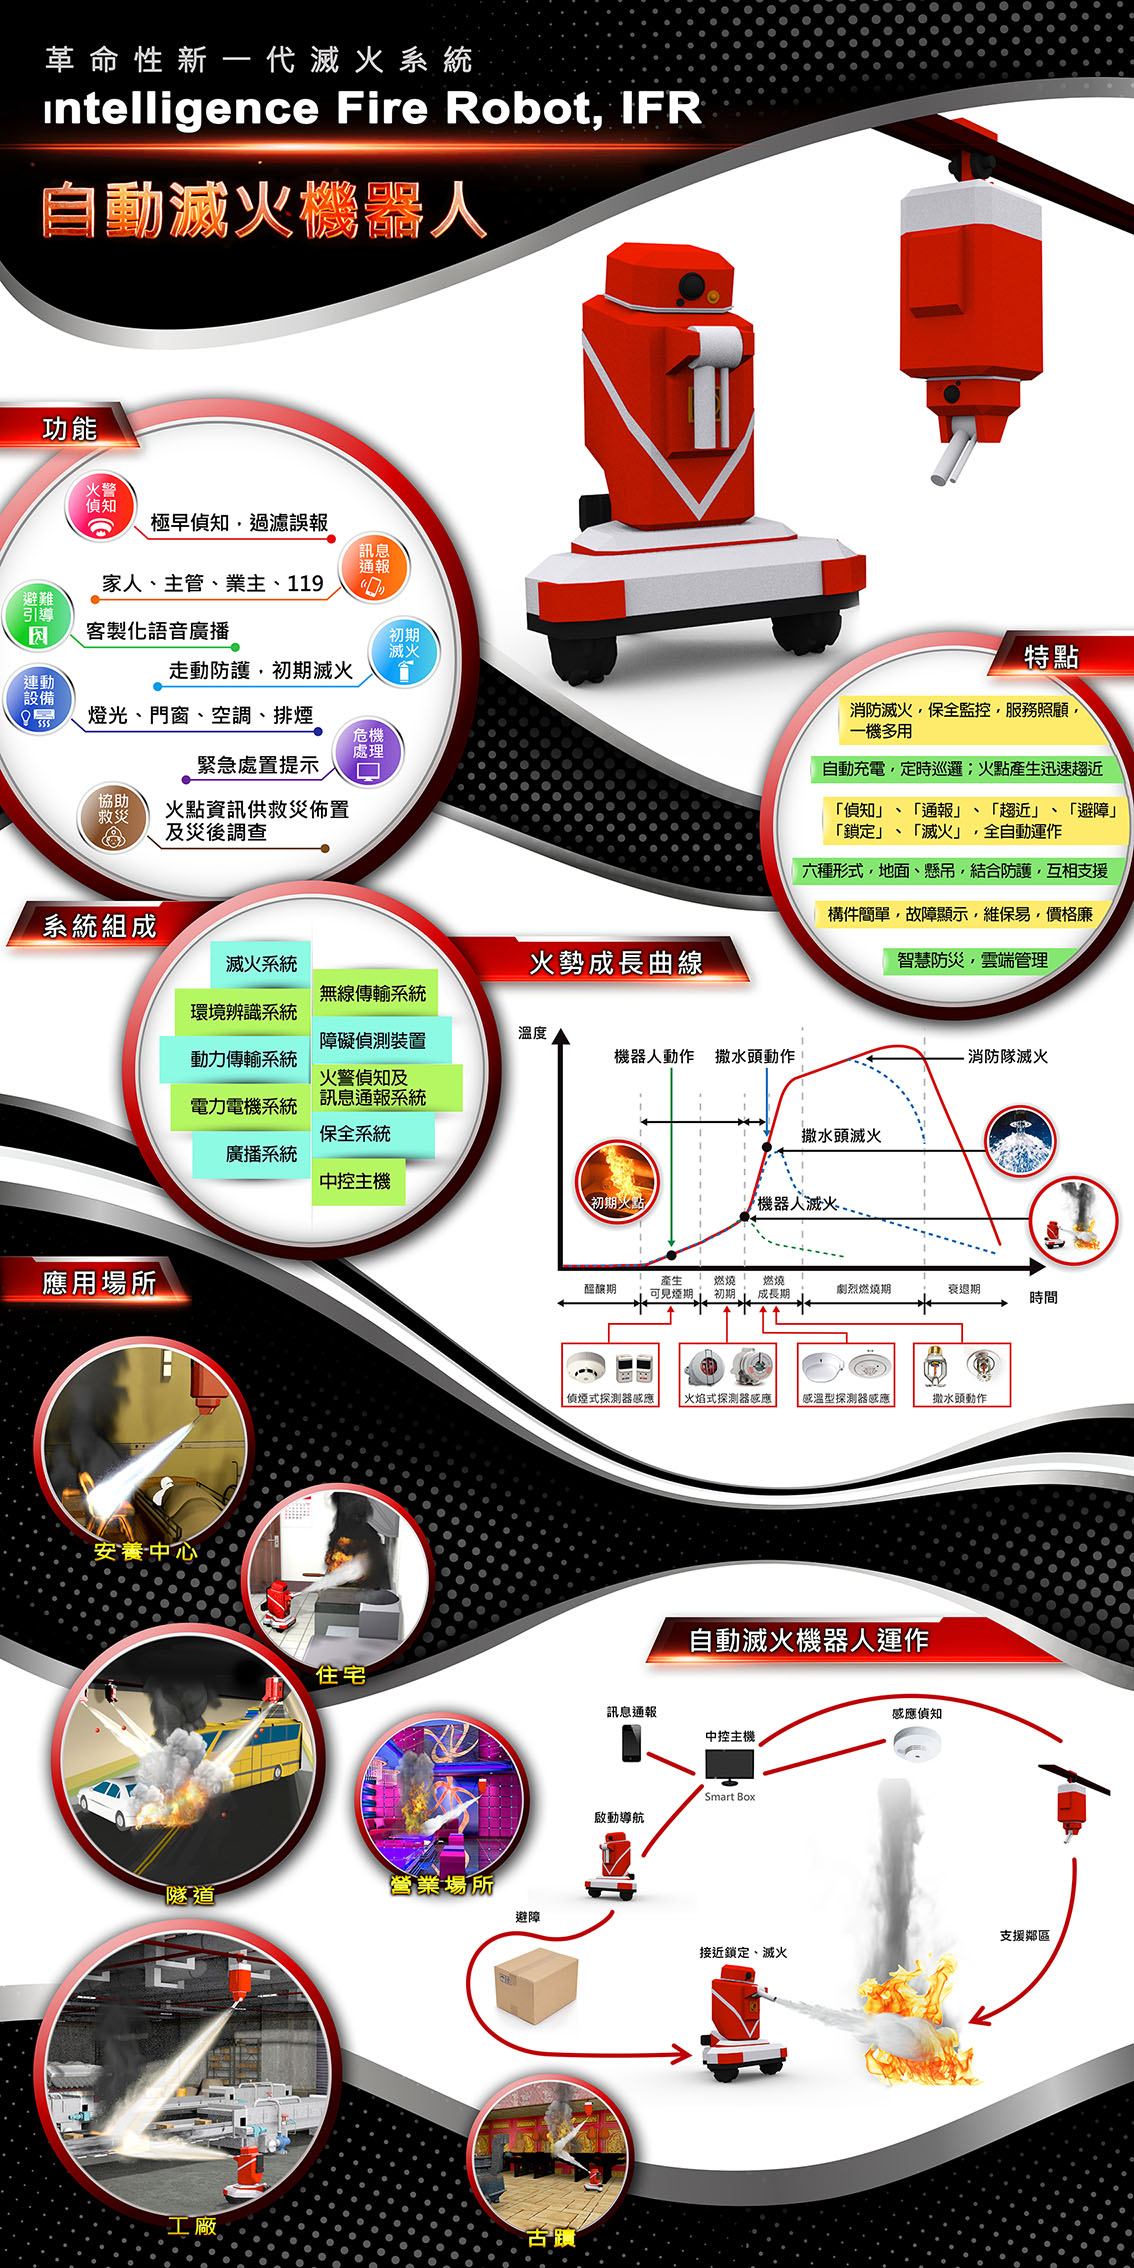 革命性新一代滅火系統
Intelligence Fire Robot, IFR
自動滅火機器人
功能
火警
偵知
極早偵知，過濾誤報
訊息
通報
家人、主管、業主、119
避難
引導
客製化語音廣播
初期
滅火
走動防護，初期滅火
連動
設備
燈光、門窗、空調、排煙
危機
處理
緊急處置提示
協助
救災
火點資訊供救災佈置
及災後調查
特點
消防滅火，保全監控，服務照顧，
一機多用
自動充電，定時巡邏；火點產生迅速趨近
「偵知」、「通報」、「趨近」、「避障」
「鎖定」、「滅火」，全自動運作
六種形式，地面、懸吊，結合防護，互相支援
構件簡單，故障顯示，維保易，價格廉
智慧防災，雲端管理
系統組成
滅火系統
無線傳輸系統
環境辨識系統
障礙偵測裝置
動力傳輸系統
火警偵知及
訊息通報系統
電力電機系統
保全系統
廣播系統
中控主機
火勢成長曲線
溫度
機器人動作
撒水頭動作
消防隊滅火
撒水頭滅火
初期火點
機器人滅火
醞釀期
產生
可見煙期
燃燒
初期
燃燒
成長期
劇烈燃燒期
衰退期
時間
偵煙式探測器感應
火焰式探測器感應
感溫型探測器感應
撒水頭動作
應用場所
安養中心
住宅
隧道
營業場所
工廠
古蹟
自動滅火機器人運作
訊息通報
中控主機
Smart Box
感應偵知
啟動導航
避障
接近鎖定、滅火
支援鄰區